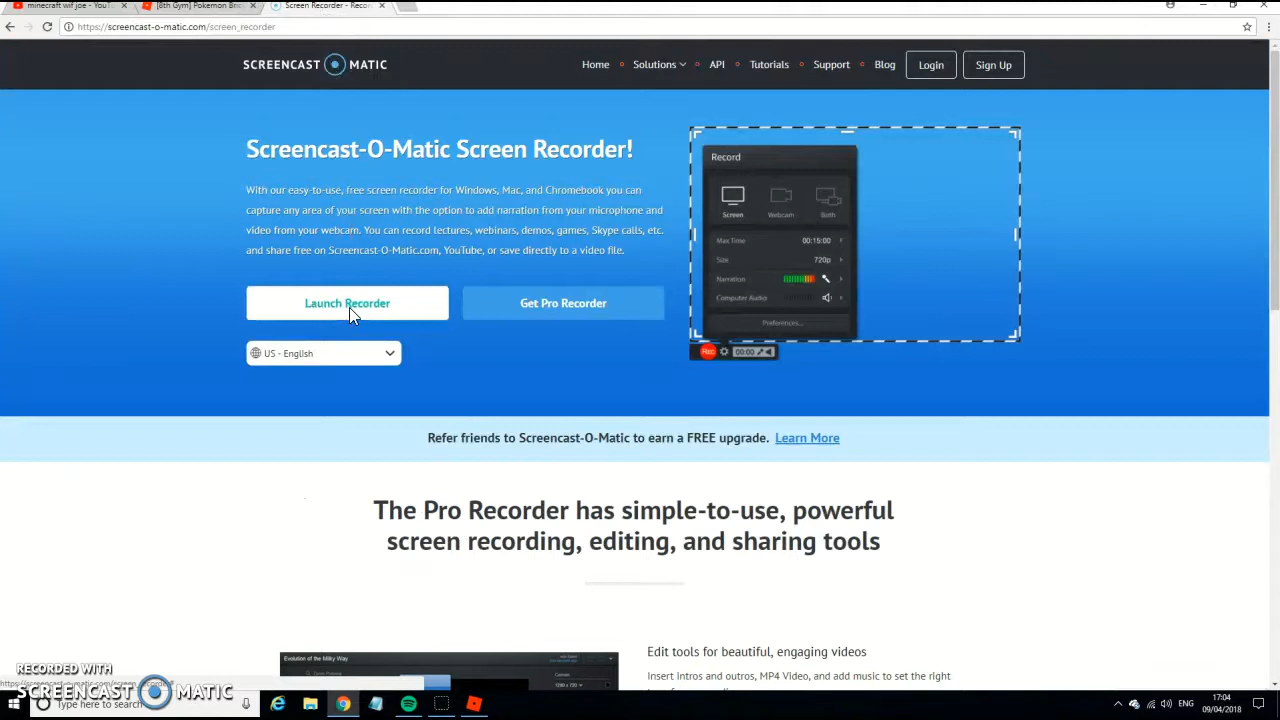 minecraft wif joe - You
[8th Gym] Pokemon Bric
Screen Recorder - Reco
https://screencast-o-matic.com/screen_recorder
SCREENCAST MATIC
Home Solutions API Tutorials Support Blog Login Sign Up
Screencast-O-Matic Screen Recorder!
With our easy-to-use, free screen recorder for Windows, Mac, and Chromebook you can
capture any area of your screen with the option to add narration from your microphone and
video from your webcam. You can record lectures, webinars, demos, games, Skype calls, etc.
and share free on Screencast-O-Matic.com, YouTube, or save directly to a video file.
Launch Recorder
Get Pro Recorder
US - English
Record
Screen Webcam Both
Max Time 00:15:00
Size 720p
Narration
Computer Audio
Preferences...
Rec 00:00
Refer friends to Screencast-O-Matic to earn a FREE upgrade. Learn More
The Pro Recorder has simple-to-use, powerful
screen recording, editing, and sharing tools
Evolution of the Milky Way
Edit tools for beautiful, engaging videos
Insert Intros and outros, MP4 Video, and add music to set the right
RECORDED WITH
SCREENCAST MATIC
Type here to search
ENG
17:04
09/04/2018